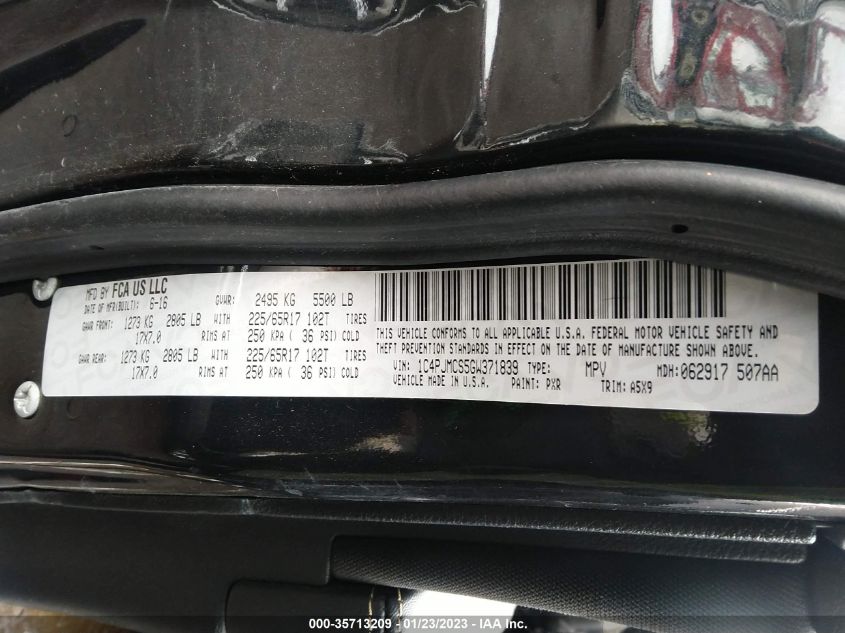 MFD BY FCA US LLC
DATE OF MFR(BUILT): 6-16 GVWR: 2495 KG 5500 LB
GAWR FRONT: 1273 KG 2805 LB WITH 225/65R17 102T TIRES
17X7.0 RIMS AT 250 KPA ( 36 PSI) COLD
GAWR REAR: 1273 KG 2805 LB WITH 225/65R17 102T TIRES
17X7.0 RIMS AT 250 KPA ( 36 PSI) COLD
THIS VEHICLE CONFORMS TO ALL APPLICABLE U.S.A. FEDERAL MOTOR VEHICLE SAFETY AND
THEFT PREVENTION STANDARDS IN EFFECT ON THE DATE OF MANUFACTURE SHOWN ABOVE.
VIN: 1C4PJMCS5GW371839 TYPE: MPV MDH: 062917 507AA
VEHICLE MADE IN U.S.A. PAINT: PXR TRIM: A5X9
000-35713209 - 01/23/2023 - IAA Inc.